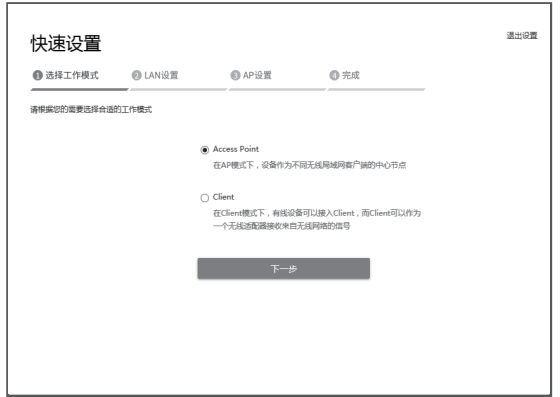 快速设置
退出设置
1 选择工作模式
2 LAN设置
3 AP设置
4 完成
请根据您的需要选择合适的工作模式
Access Point
在AP模式下，设备作为不同无线局域网客户端的中心节点
Client
在Client模式下，有线设备可以接入Client，而Client可以作为
一个无线适配器接收来自无线网络的信号
下一步